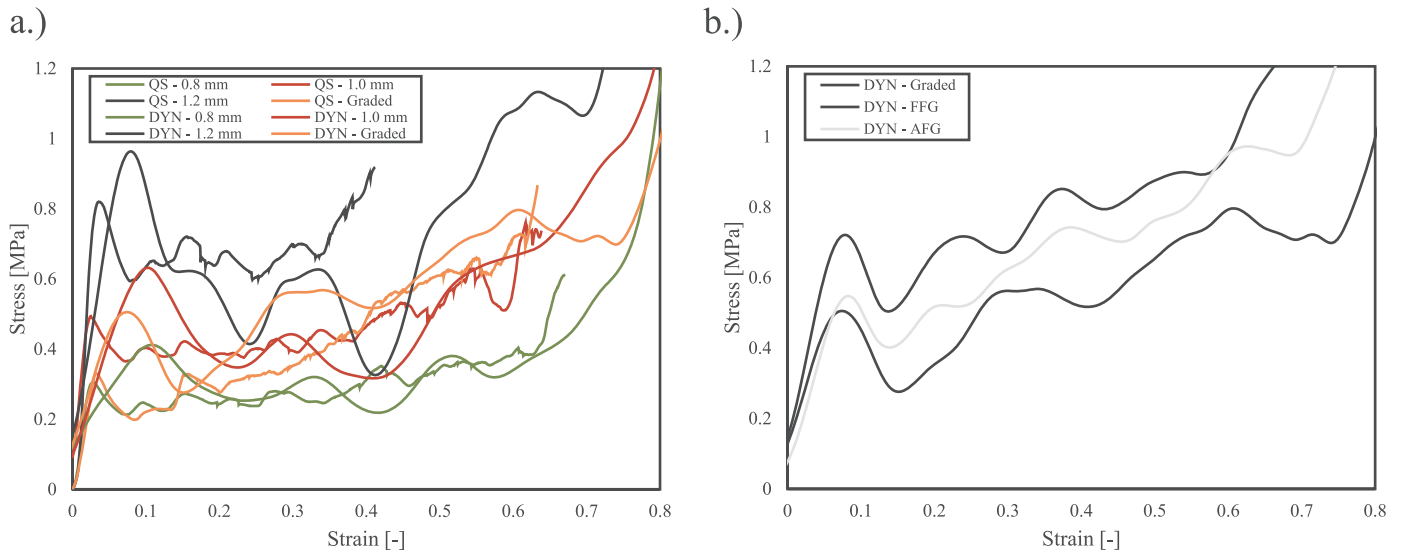 a.)
b.)
1.2
1
0.8
0.6
0.4
0.2
0
Stress [MPa]
QS - 0.8 mm
QS - 1.0 mm
QS - 1.2 mm
QS - Graded
DYN - 0.8 mm
DYN - 1.0 mm
DYN - 1.2 mm
DYN - Graded
0 0.1 0.2 0.3 0.4 0.5 0.6 0.7 0.8
Strain [-]
1.2
1
0.8
0.6
0.4
0.2
0
Stress [MPa]
DYN - Graded
DYN - FFG
DYN - AFG
0 0.1 0.2 0.3 0.4 0.5 0.6 0.7 0.8
Strain [-]